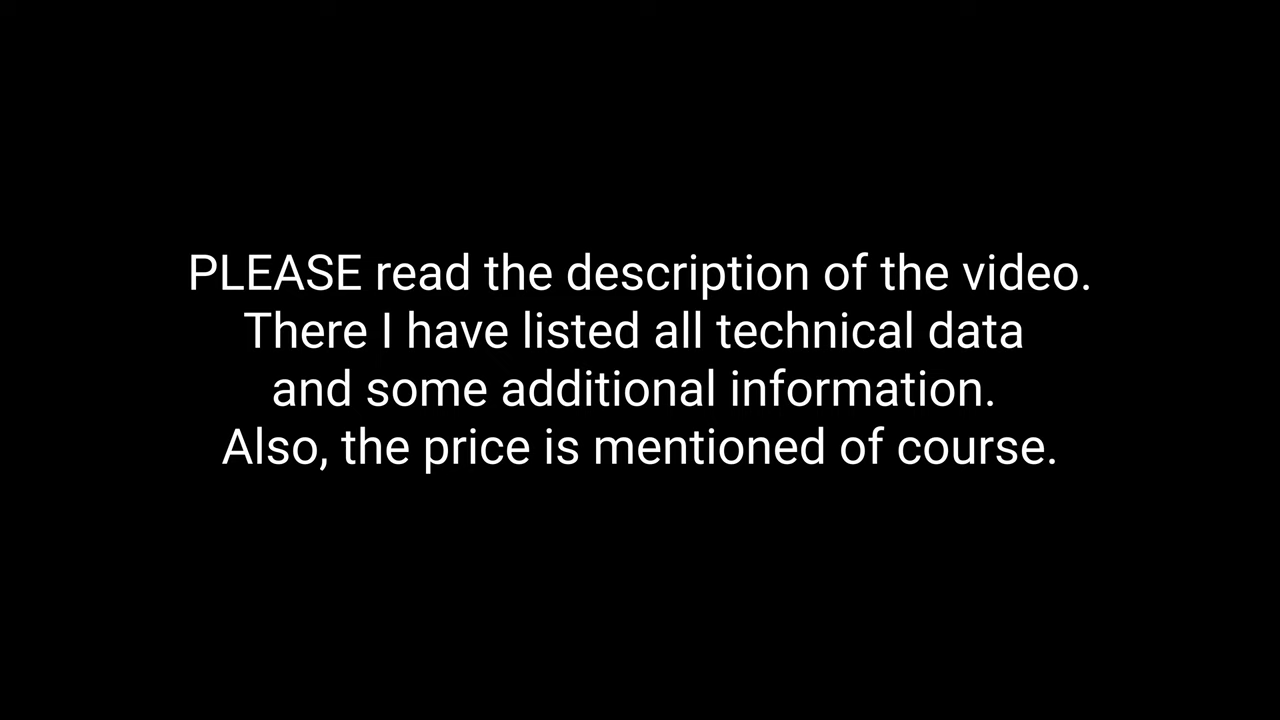 PLEASE read the description of the video.
There I have listed all technical data
and some additional information.
Also, the price is mentioned of course.